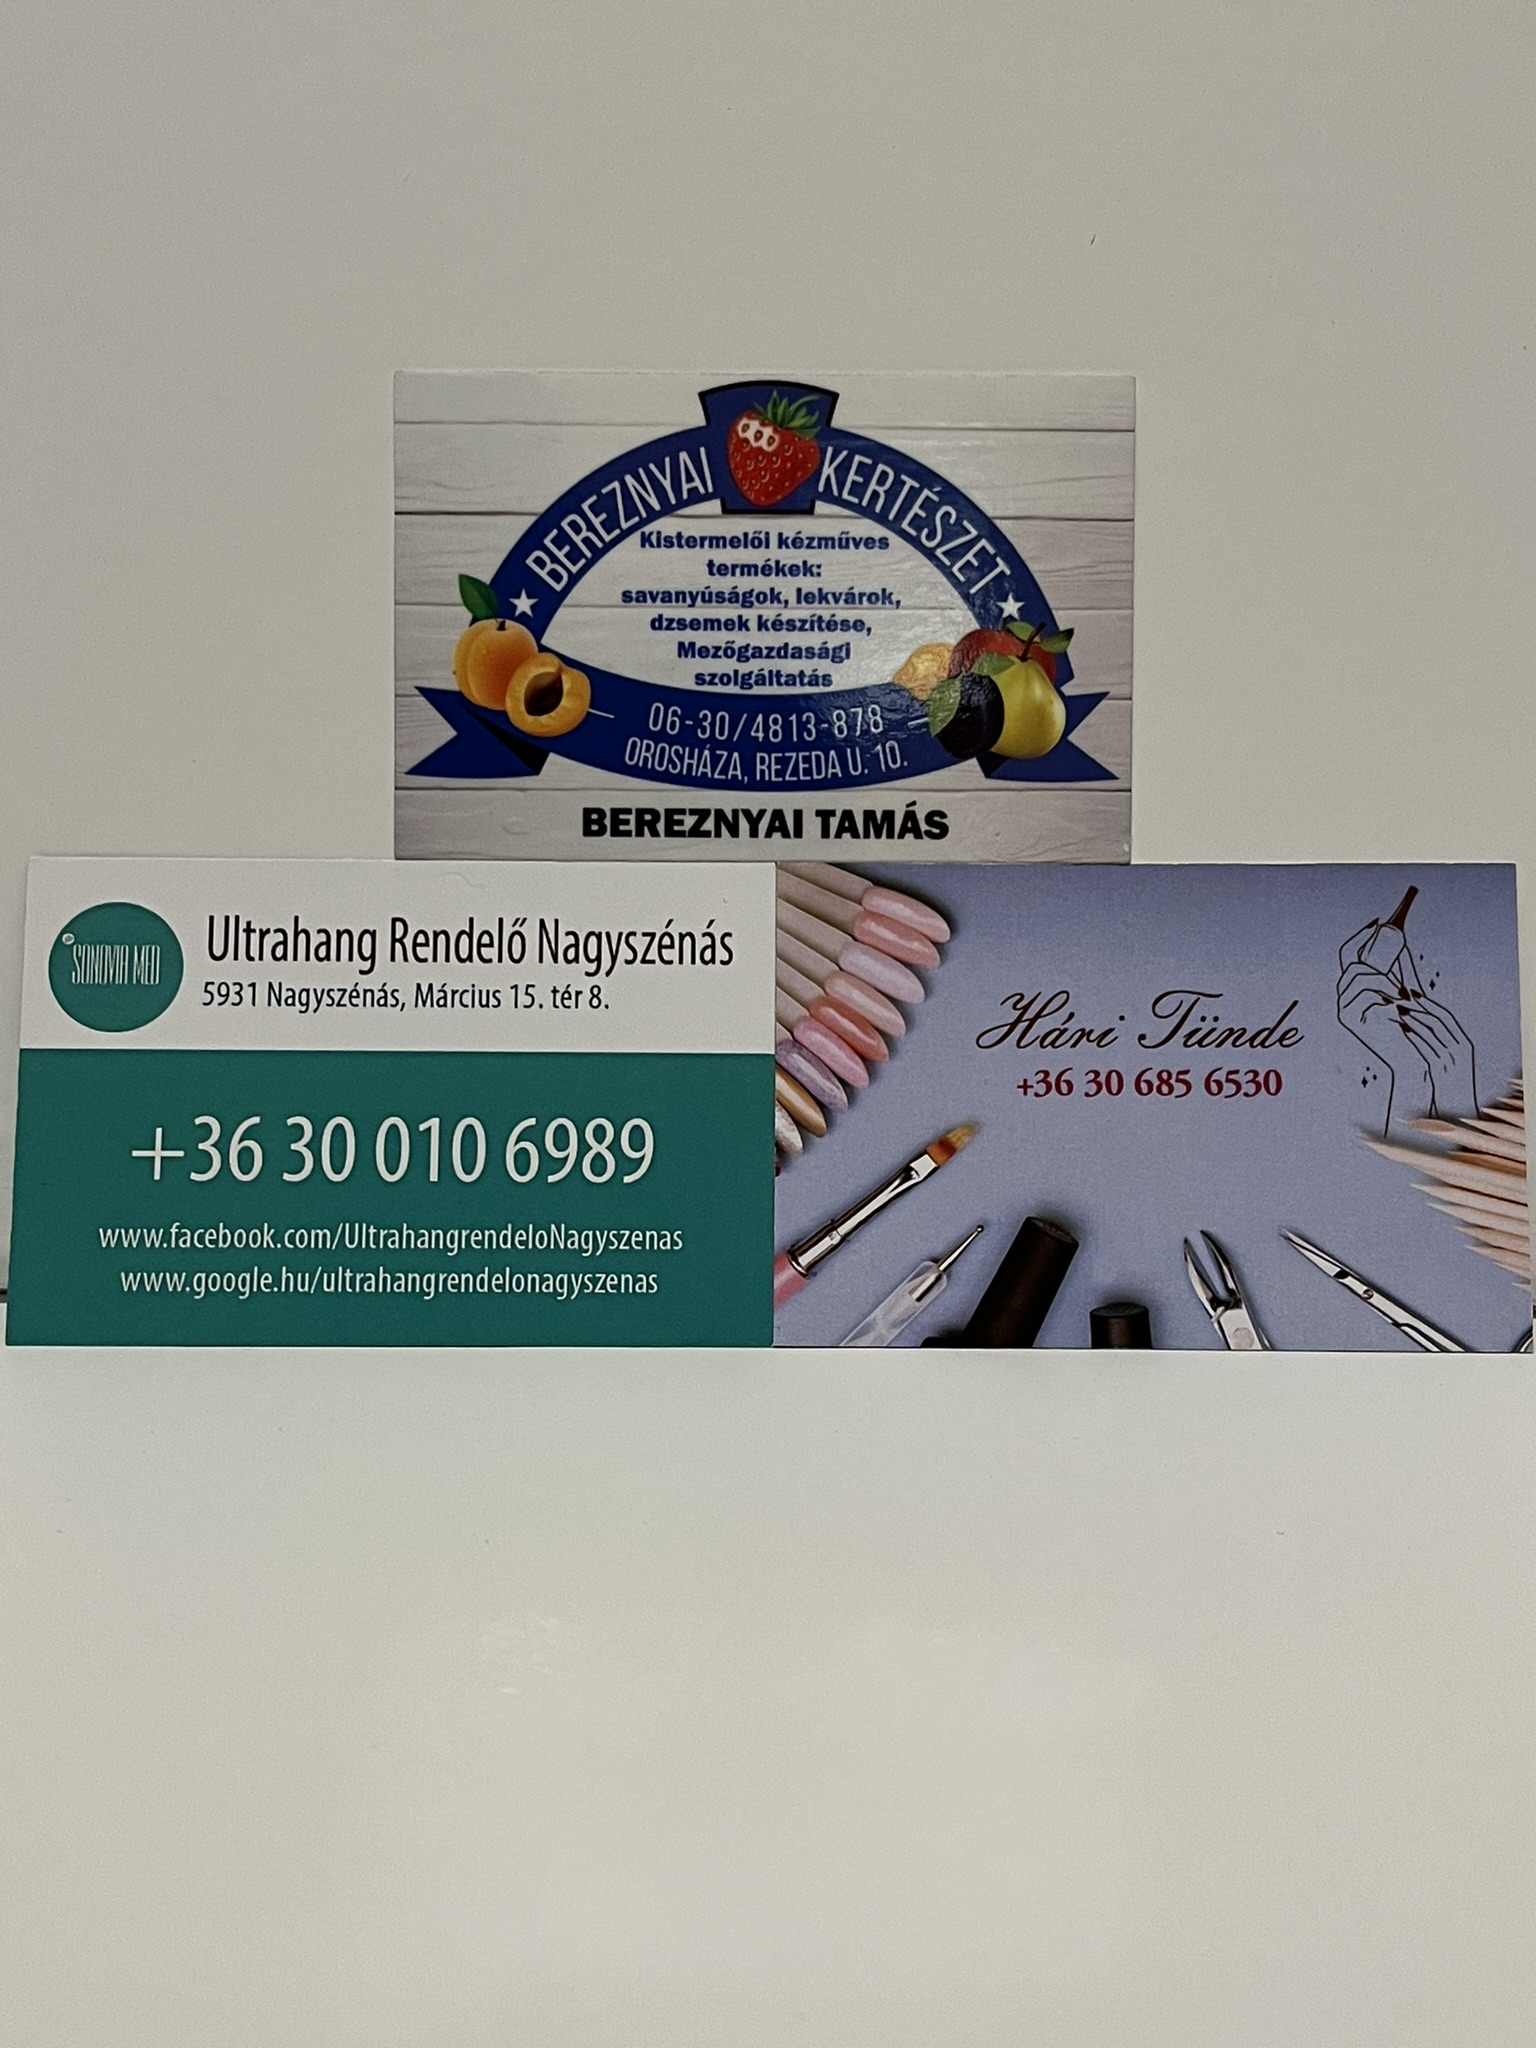 BEREZNYAI KERTÉSZET
Kistermelői kézműves
termékek:
savanyúságok, lekvárok,
dzsemek készítése,
Mezőgazdasági
szolgáltatás
06-30/4813-878
OROSHÁZA, REZEDA U. 10.
BEREZNYAI TAMÁS
SONOVIA MED
Ultrahang Rendelő Nagyszénás
5931 Nagyszénás, Március 15. tér 8.
+36 30 010 6989
www.facebook.com/UltrahangrendeloNagyszenas
www.google.hu/ultrahangrendelonagyszenas
Hári Tünde
+36 30 685 6530